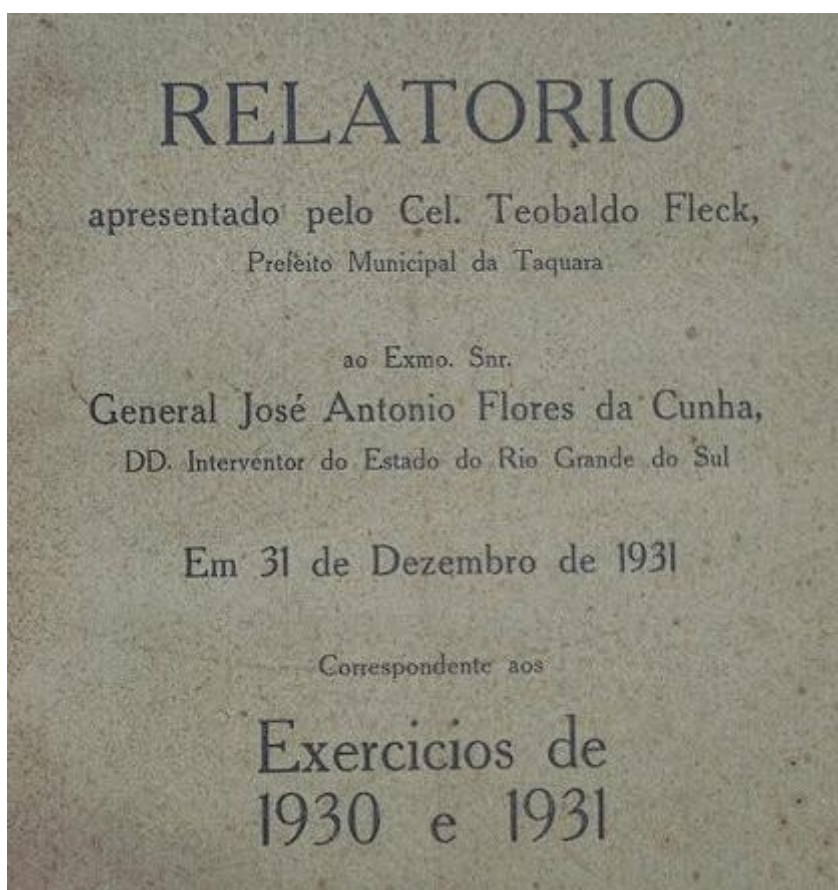 RELATORIO
apresentado pelo Cel. Teobaldo Fleck,
Prefeito Municipal da Taquara
ao Exmo. Snr.
General José Antonio Flores da Cunha,
DD. Interventor do Estado do Rio Grande do Sul
Em 31 de Dezembro de 1931
Correspondente aos
Exercicios de
1930 e 1931